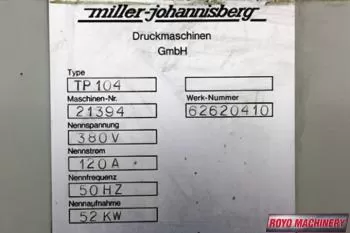 miller-johannisberg
Druckmaschinen
GmbH
Type
TP 104
Maschinen-Nr.
21394
Werk-Nummer
62620410
Nennspannung
380 V
Nennstrom
120 A
Nennfrequenz
50 HZ
Nennaufnahme
52 KW
ROYO MACHINERY